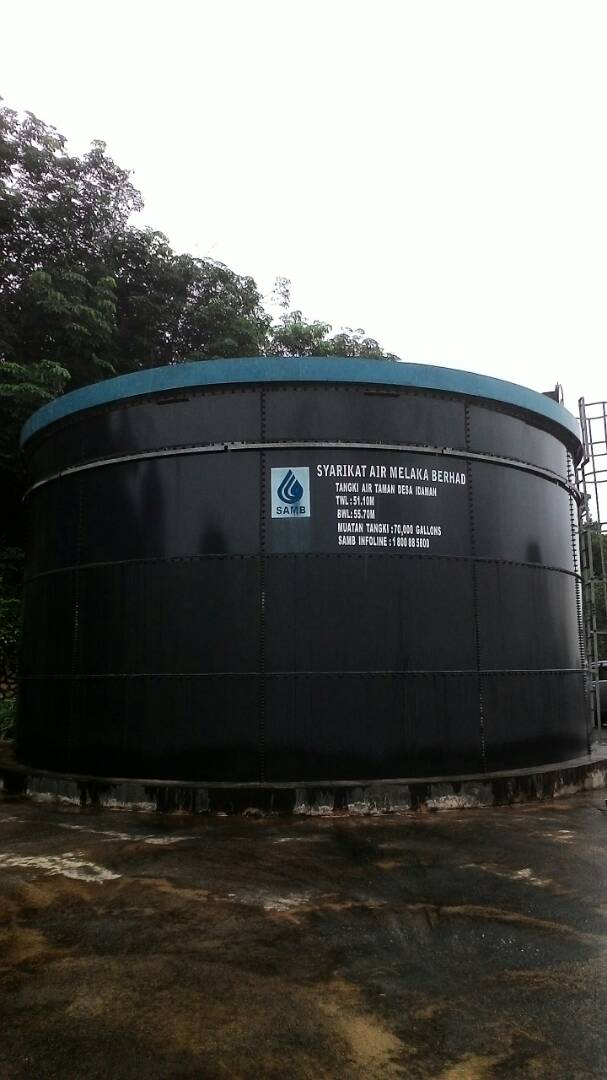 SAMB
SYARIKAT AIR MELAKA BERHAD
TANGKI AIR TAMAN DESA IDAMAN
TWL : 51.10M
BWL : 55.70M
MUATAN TANGKI : 70,000 GALLONS
SAMB INFOLINE : 1 800 88 5800